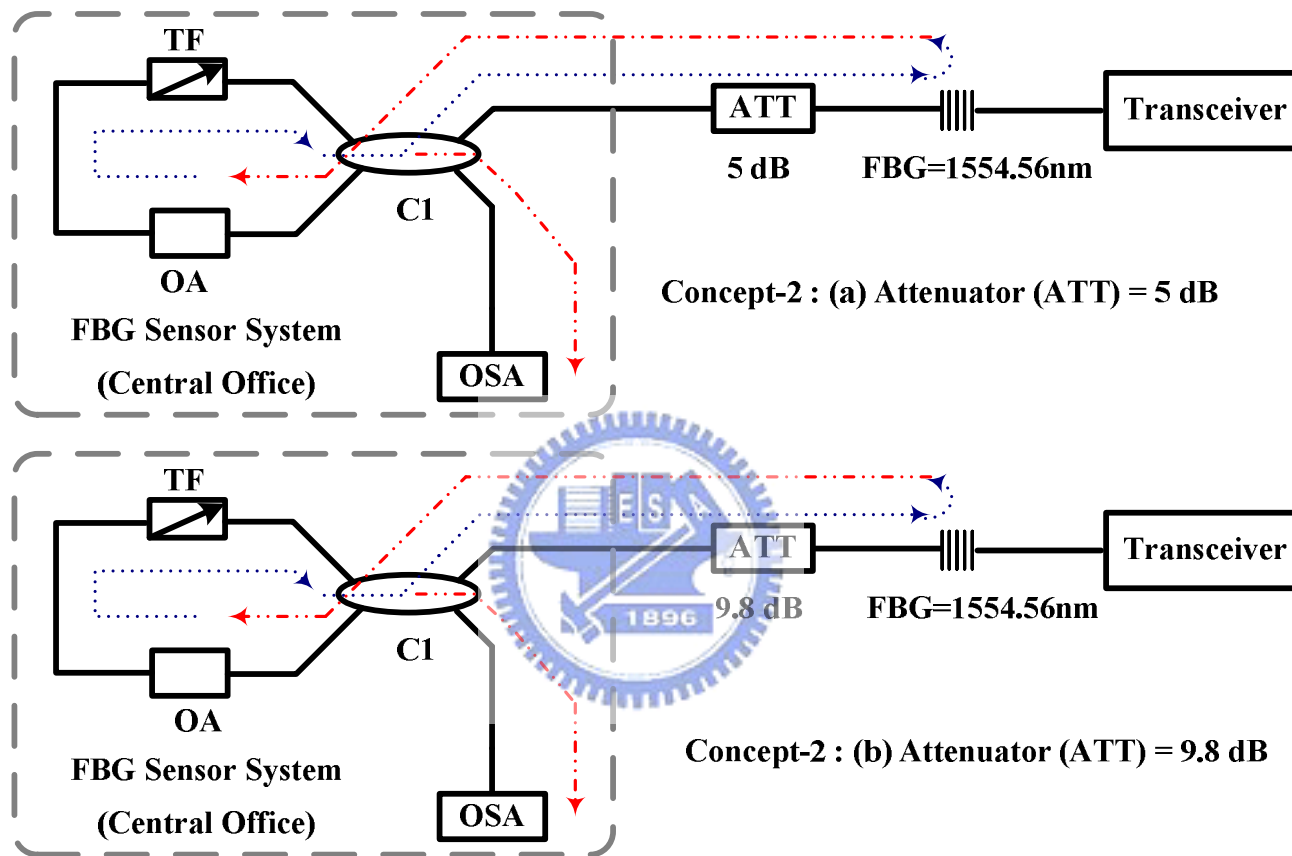 TF
ATT
Transceiver
5 dB
FBG=1554.56nm
C1
OA
Concept-2 : (a) Attenuator (ATT) = 5 dB
FBG Sensor System
(Central Office)
OSA
TF
ES
ATT
Transceiver
9.8 dB
FBG=1554.56nm
1896
C1
OA
Concept-2 : (b) Attenuator (ATT) = 9.8 dB
FBG Sensor System
(Central Office)
OSA